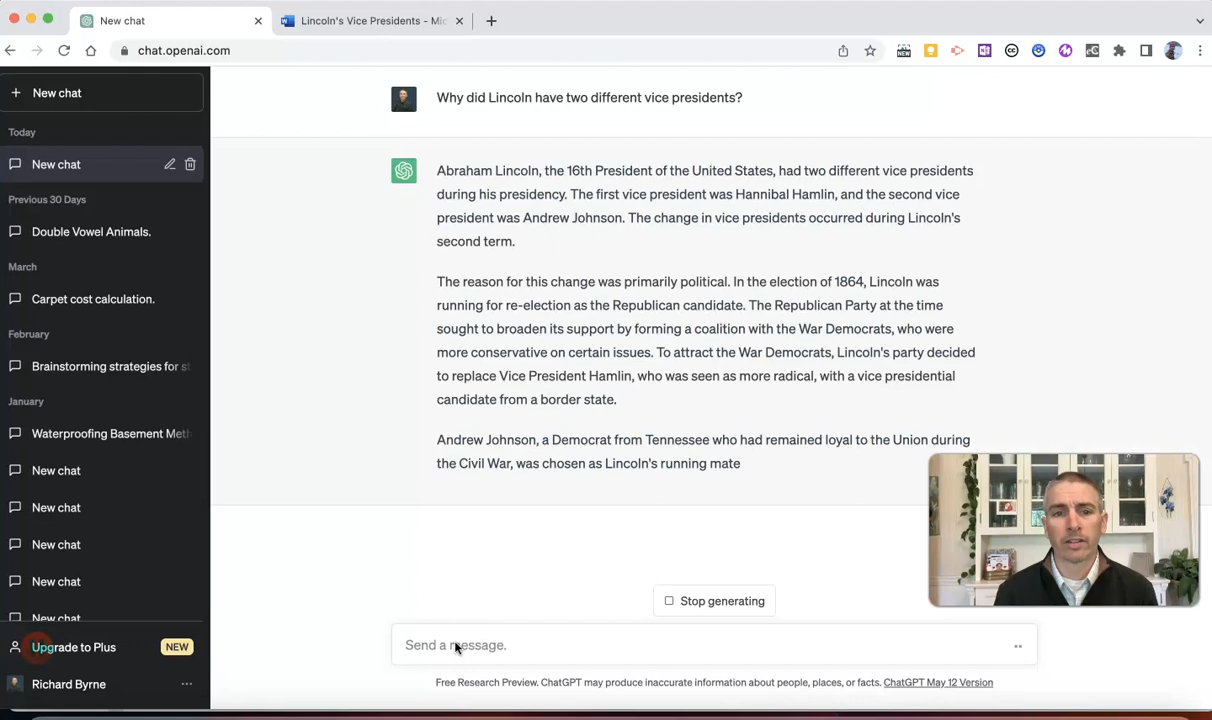 New chat
Lincoln's Vice Presidents - Mic
chat.openai.com
New chat
Today
New chat
Previous 30 Days
Double Vowel Animals.
March
Carpet cost calculation.
February
Brainstorming strategies for st
January
Waterproofing Basement Meth
New chat
New chat
New chat
New chat
New chat
Upgrade to Plus
NEW
Richard Byrne
Why did Lincoln have two different vice presidents?
Abraham Lincoln, the 16th President of the United States, had two different vice presidents
during his presidency. The first vice president was Hannibal Hamlin, and the second vice
president was Andrew Johnson. The change in vice presidents occurred during Lincoln's
second term.
The reason for this change was primarily political. In the election of 1864, Lincoln was
running for re-election as the Republican candidate. The Republican Party at the time
sought to broaden its support by forming a coalition with the War Democrats, who were
more conservative on certain issues. To attract the War Democrats, Lincoln's party decided
to replace Vice President Hamlin, who was seen as more radical, with a vice presidential
candidate from a border state.
Andrew Johnson, a Democrat from Tennessee who had remained loyal to the Union during
the Civil War, was chosen as Lincoln's running mate
Stop generating
Send a message.
Free Research Preview. ChatGPT may produce inaccurate information about people, places, or facts. ChatGPT May 12 Version